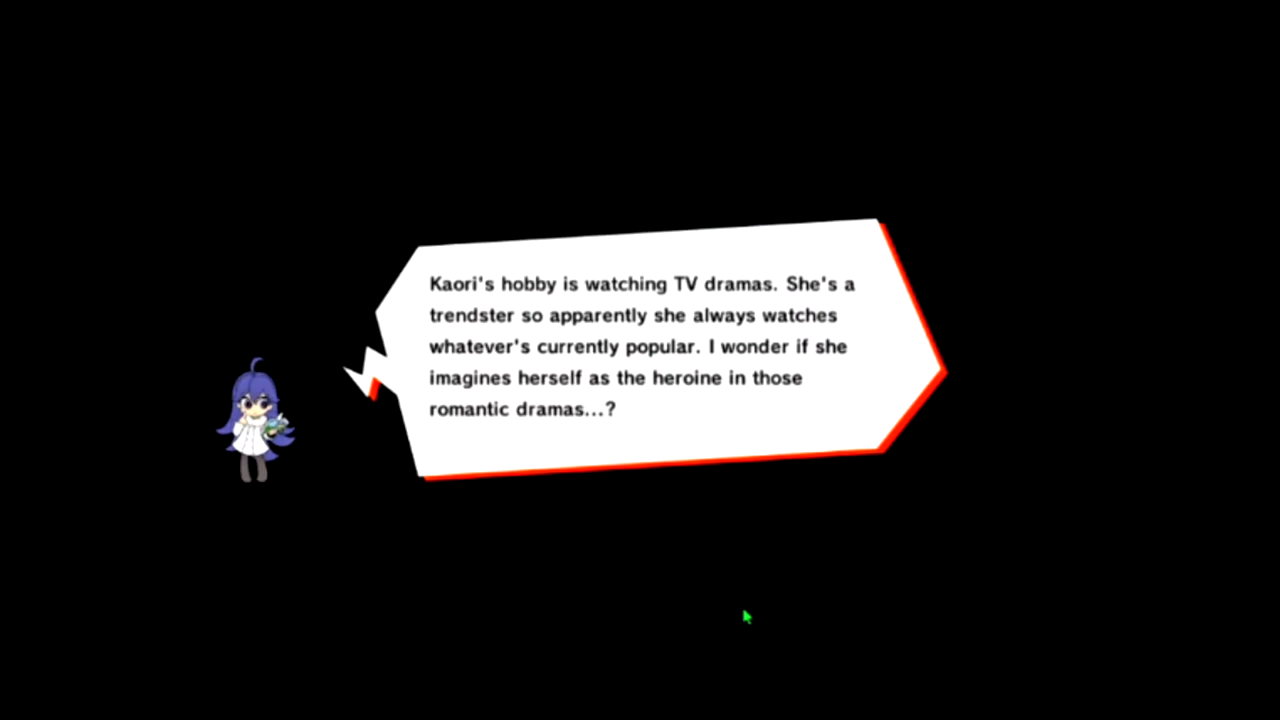 Kaori's hobby is watching TV dramas. She's a
trendster so apparently she always watches
whatever's currently popular. I wonder if she
imagines herself as the heroine in those
romantic dramas...?